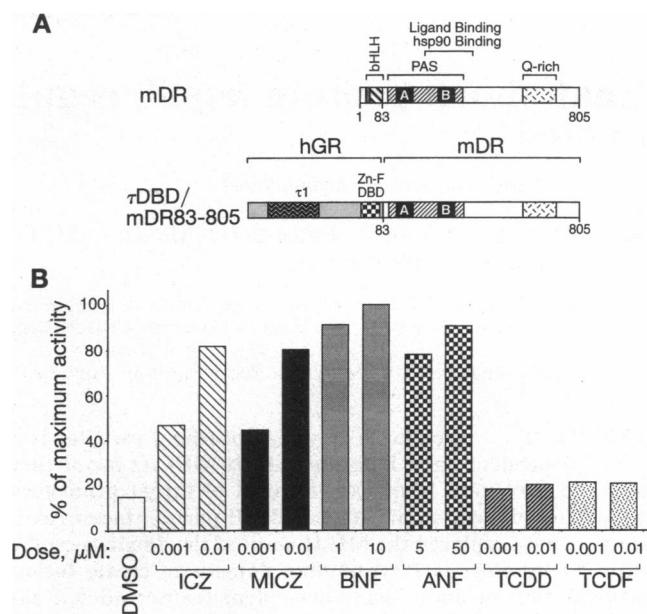 A
Ligand Binding
hsp90 Binding
bHLH
PAS
Q-rich
mDR
A
B
1
83
805
hGR
mDR
τ1
Zn-F
DBD
τDBD/
mDR83-805
A
B
83
805
B
% of maximum activity
100
80
60
40
20
0
Dose, μM:
0.001
0.01
0.001
0.01
1
10
5
50
0.001
0.01
0.001
0.01
DMSO
ICZ
MICZ
BNF
ANF
TCDD
TCDF